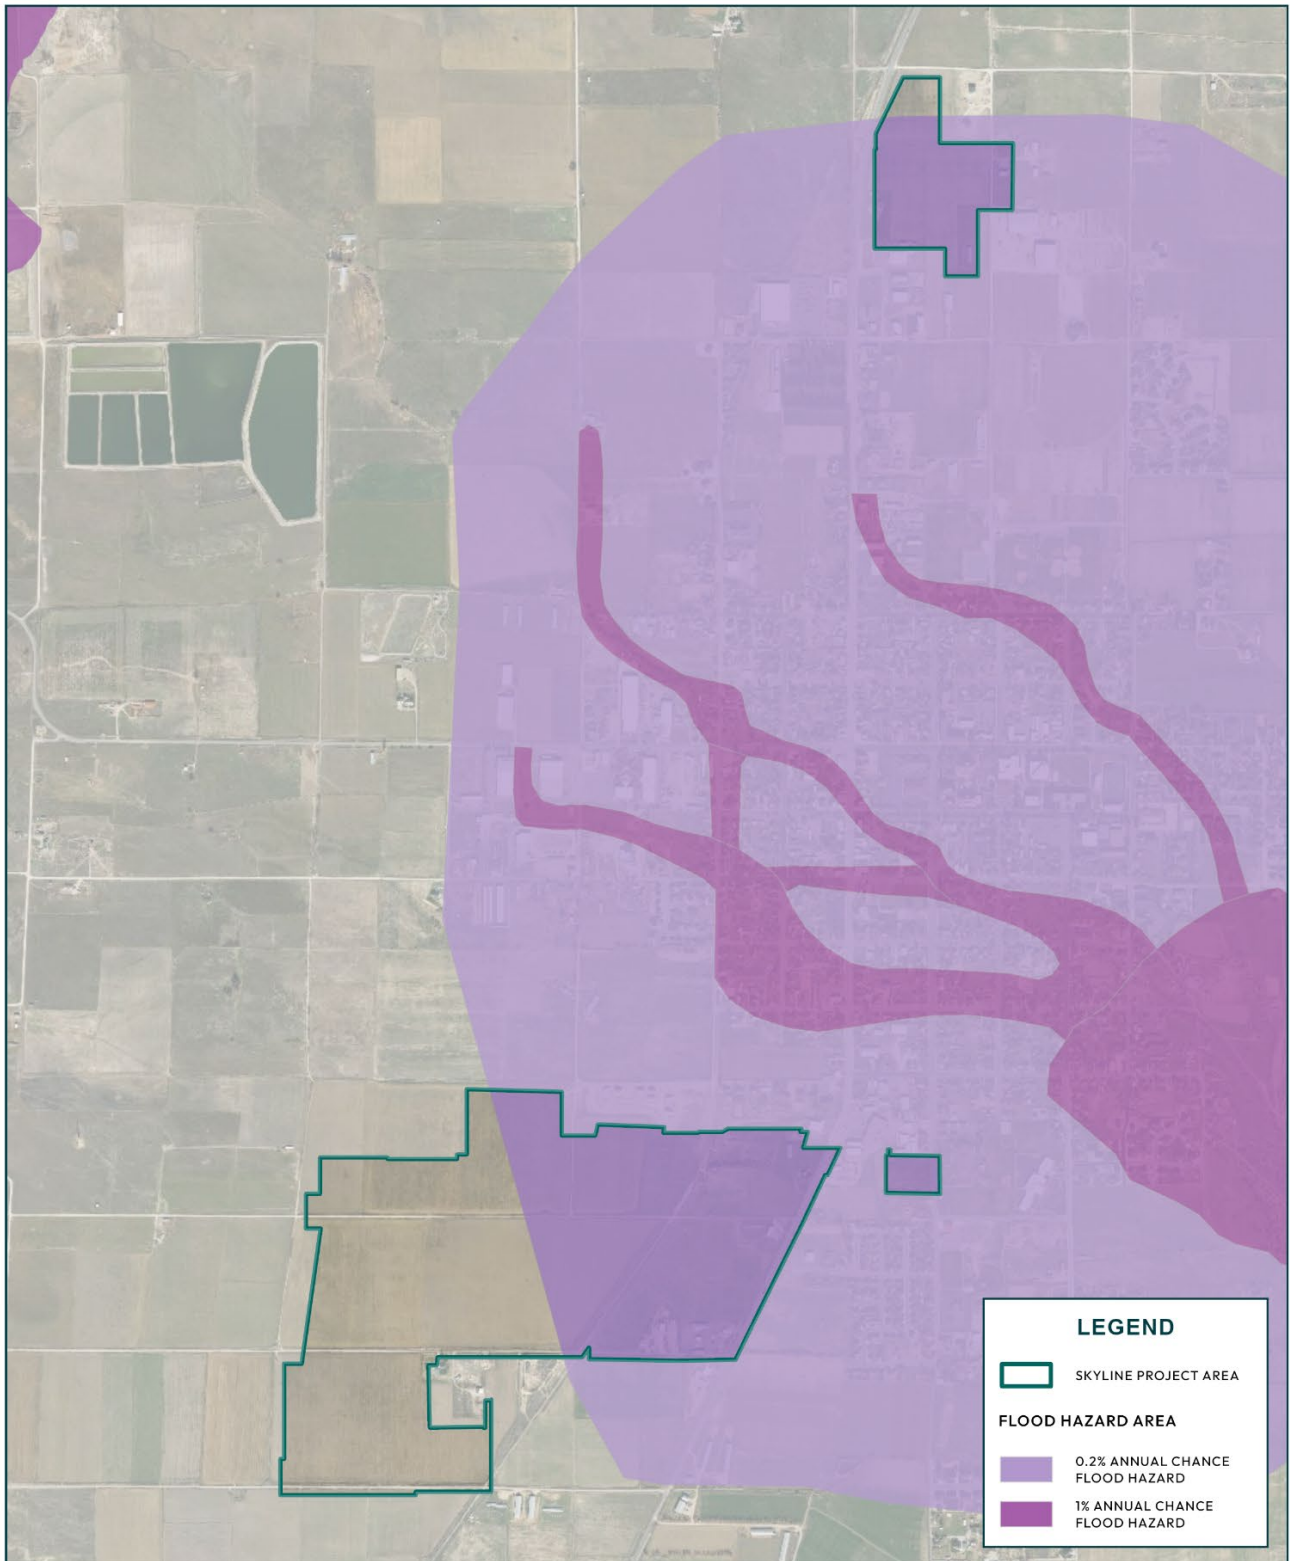 LEGEND
SKYLINE PROJECT AREA
FLOOD HAZARD AREA
0.2% ANNUAL CHANCE
FLOOD HAZARD
1% ANNUAL CHANCE
FLOOD HAZARD